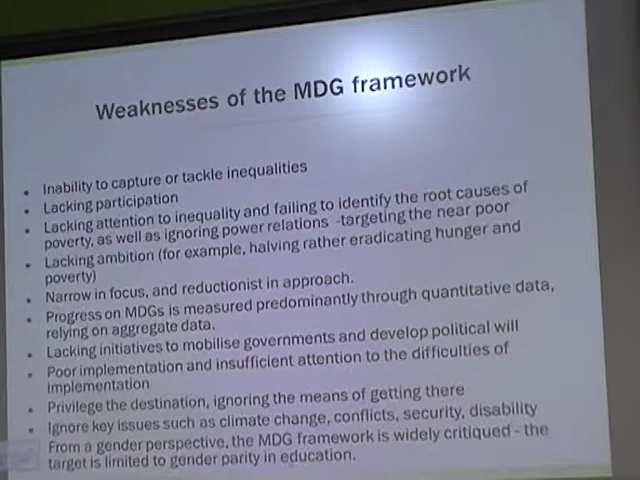 Weaknesses of the MDG framework
• Inability to capture or tackle inequalities
• Lacking participation
• Lacking attention to inequality and failing to identify the root causes of
poverty, as well as ignoring power relations -targeting the near poor
• Lacking ambition (for example, halving rather eradicating hunger and
poverty)
• Narrow in focus, and reductionist in approach.
• Progress on MDGs is measured predominantly through quantitative data,
relying on aggregate data.
• Lacking initiatives to mobilise governments and develop political will
• Poor implementation and insufficient attention to the difficulties of
implementation
• Privilege the destination, ignoring the means of getting there
• Ignore key issues such as climate change, conflicts, security, disability
• From a gender perspective, the MDG framework is widely critiqued - the
target is limited to gender parity in education.